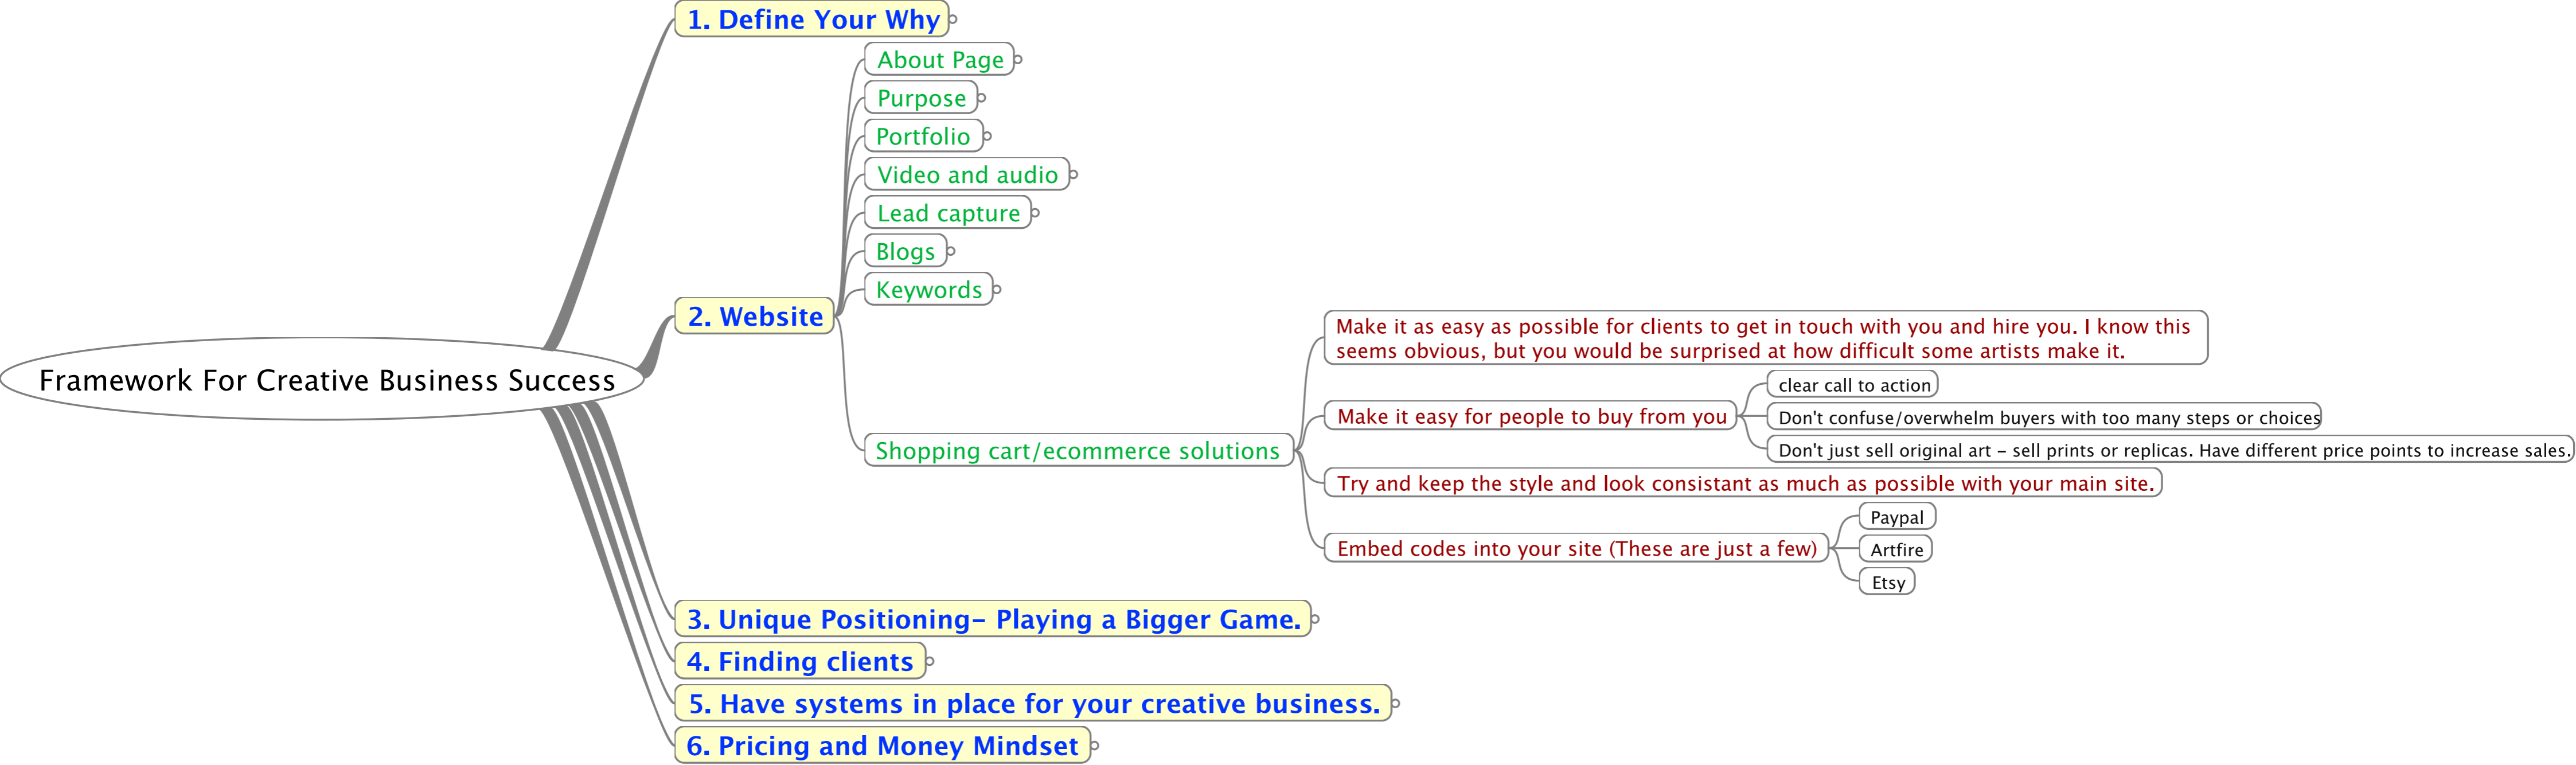 1. Define Your Why
About Page
Purpose
Portfolio
Video and audio
Lead capture
Blogs
Keywords
2. Website
Framework For Creative Business Success
Make it as easy as possible for clients to get in touch with you and hire you. I know this
seems obvious, but you would be surprised at how difficult some artists make it.
clear call to action
Make it easy for people to buy from you
Don't confuse/overwhelm buyers with too many steps or choices
Don't just sell original art – sell prints or replicas. Have different price points to increase sales.
Shopping cart/ecommerce solutions
Try and keep the style and look consistant as much as possible with your main site.
Paypal
Embed codes into your site (These are just a few)
Artfire
Etsy
3. Unique Positioning– Playing a Bigger Game.
4. Finding clients
5. Have systems in place for your creative business.
6. Pricing and Money Mindset